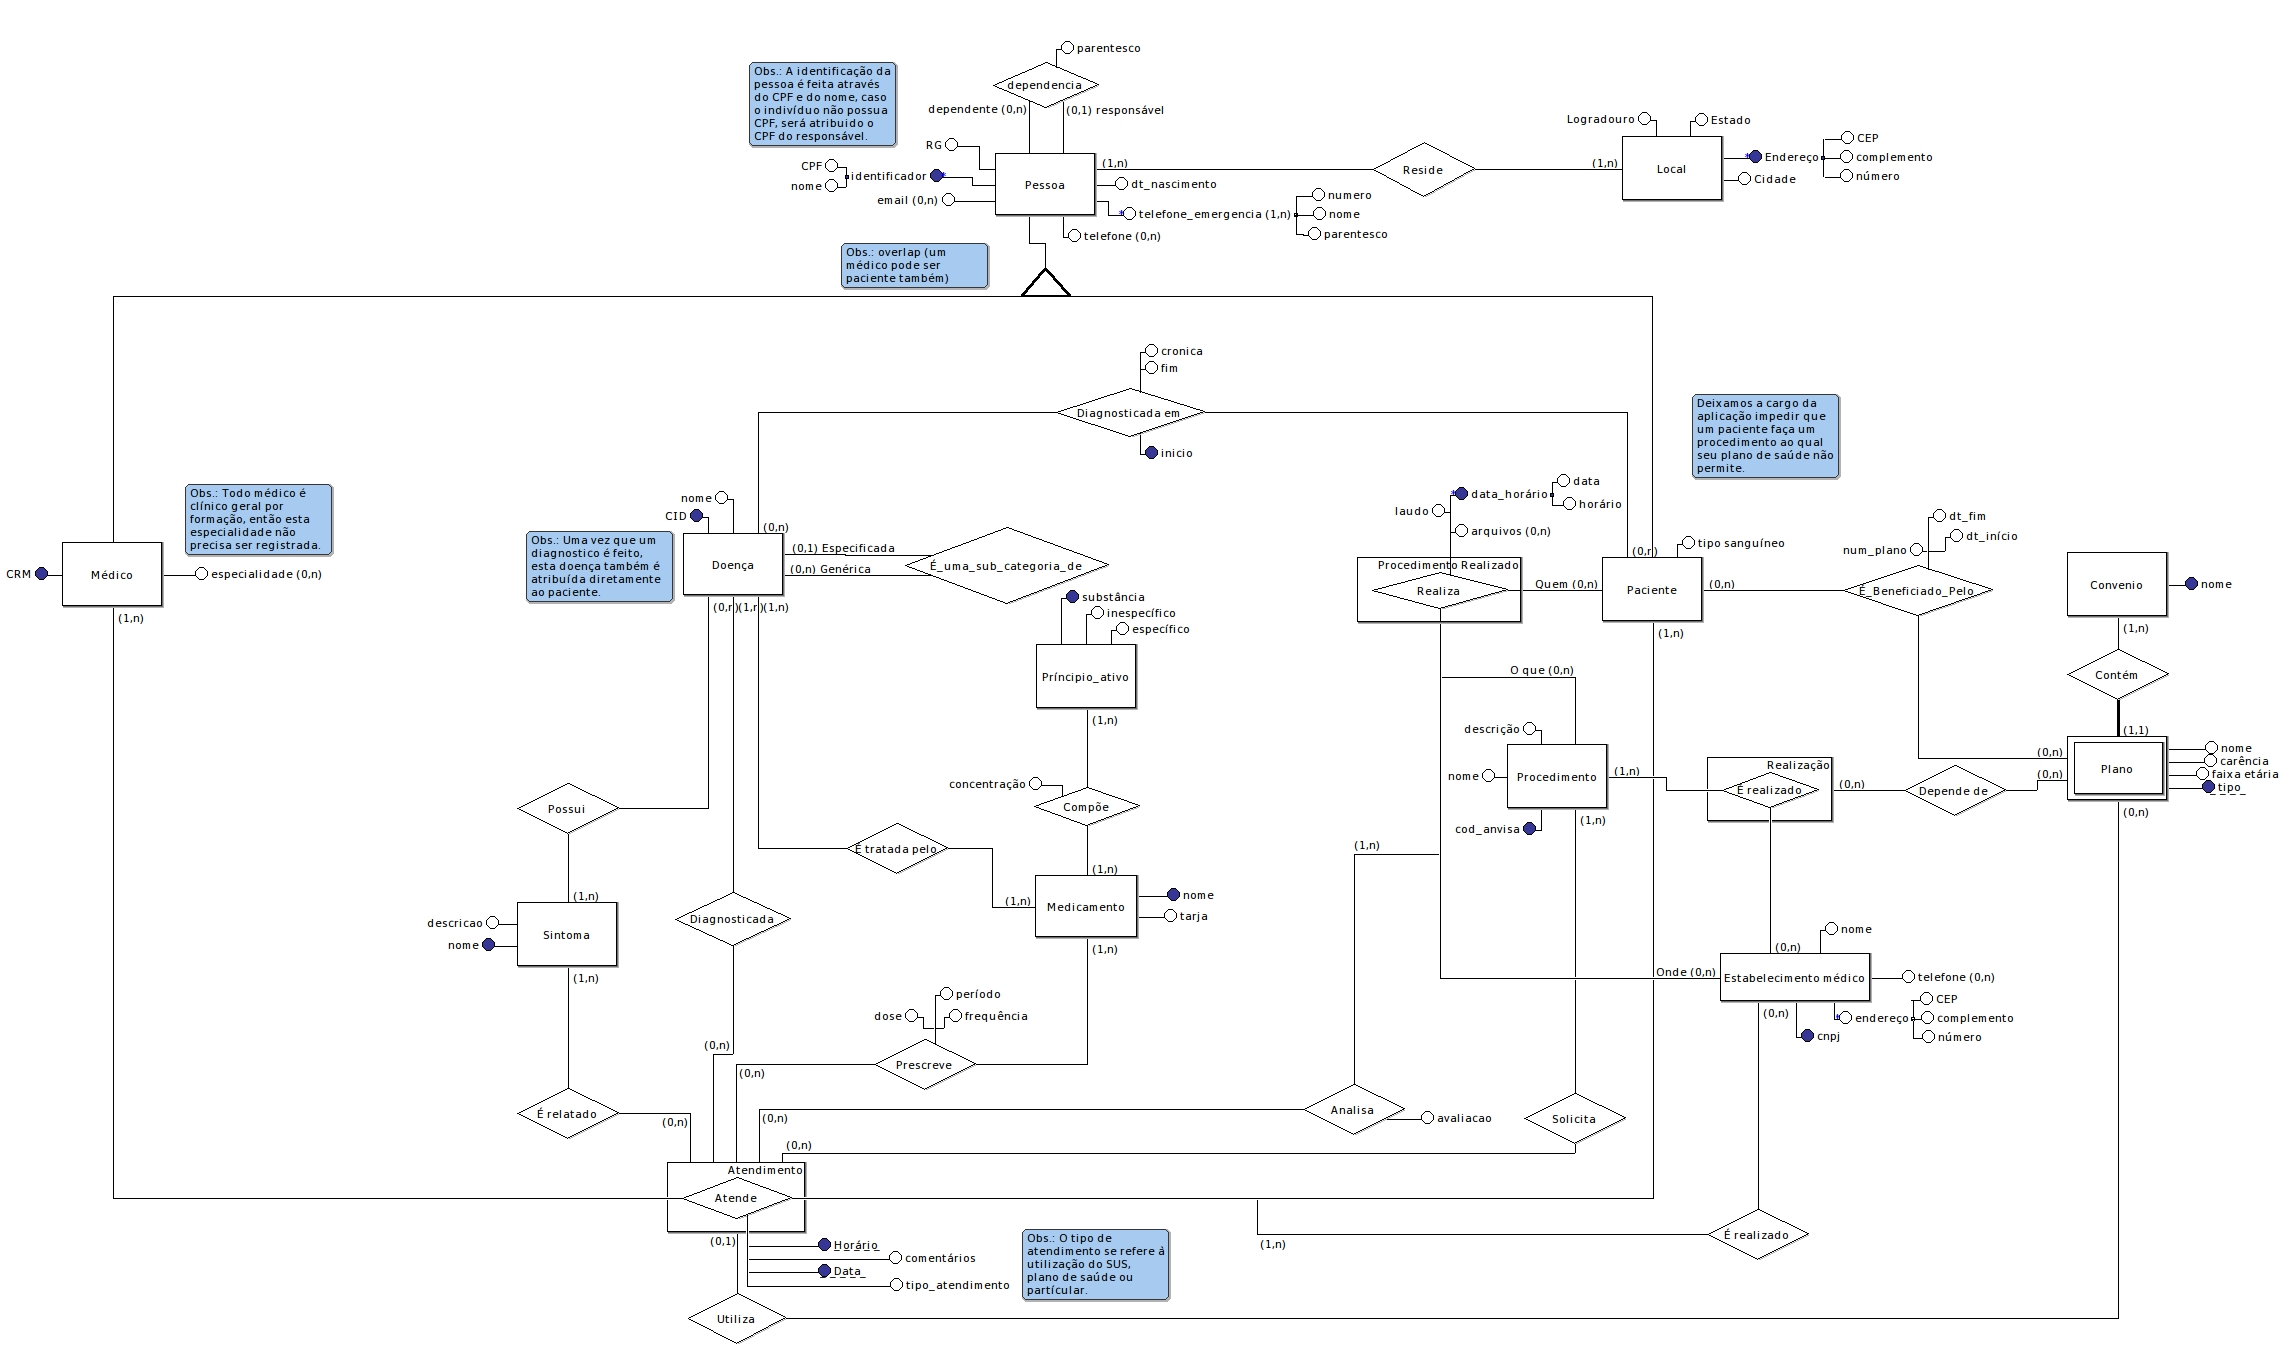 parentesco
Obs.: A identificação da
pessoa é feita através
do CPF e do nome, caso
o indivíduo não possua
CPF, será atribuido o
CPF do responsável.
dependencia
dependente (0,n)
(0,1) responsável
Logradouro
Estado
RG
CEP
CPF
identificador
nome
(1,n)
Reside
(1,n)
Local
Endereço
complemento
Cidade
número
Pessoa
dt_nascimento
email (0,n)
telefone_emergencia (1,n)
numero
nome
parentesco
telefone (0,n)
Obs.: overlap (um
médico pode ser
paciente também)
cronica
fim
Diagnosticada em
inicio
Deixamos a cargo da
aplicação impedir que
um paciente faça um
procedimento ao qual
seu plano de saúde não
permite.
Obs.: Todo médico é
clínico geral por
formação, então esta
especialidade não
precisa ser registrada.
nome
CID
(0,n)
data_horário
data
horário
laudo
arquivos (0,n)
dt_fim
dt_início
num_plano
Obs.: Uma vez que um
diagnostico é feito,
esta doença também é
atribuída diretamente
ao paciente.
CRM
Médico
especialidade (0,n)
(1,n)
Doença
(0,1) Especificada
(0,n) Genérica
É_uma_sub_categoria_de
(0,n)
(1,n)
(1,n)
Procedimento Realizado
Realiza
Quem (0,n)
(0,n)
tipo sanguíneo
Paciente
(0,n)
(1,n)
É_Beneficiado_Pelo
Convenio
nome
(1,n)
Contém
(1,1)
substância
inespecífico
específico
Príncipio_ativo
(1,n)
O que (0,n)
descrição
nome
Procedimento
(1,n)
cod_anvisa
(1,n)
Realização
É realizado
(0,n)
Depende de
(0,n)
(0,n)
Plano
nome
carência
faixa etária
tipo
(0,n)
concentração
Compõe
Possui
É tratada pelo
(1,n)
(1,n)
(1,n)
Medicamento
nome
tarja
(1,n)
(1,n)
descricao
nome
Sintoma
(1,n)
Diagnosticada
nome
(0,n)
Onde (0,n)
Estabelecimento médico
telefone (0,n)
(0,n)
endereço
CEP
complemento
número
cnpj
período
dose
frequência
Prescreve
(0,n)
(0,n)
É relatado
(0,n)
(0,n)
Analisa
avaliacao
Solicita
(0,n)
Atendimento
Atende
(0,1)
Horário
comentários
Data
tipo_atendimento
Obs.: O tipo de
atendimento se refere à
utilização do SUS,
plano de saúde ou
partícular.
(1,n)
É realizado
Utiliza